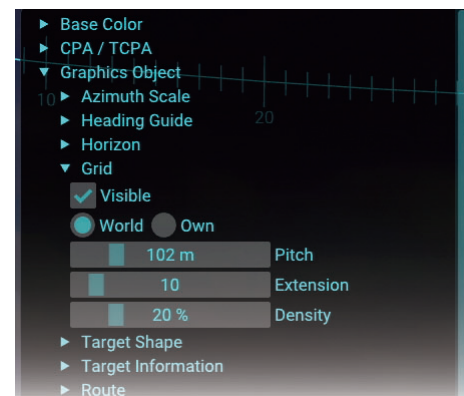 Base Color
CPA / TCPA
Graphics Object
10
Azimuth Scale
Heading Guide
20
Horizon
Grid
Visible
World Own
102 m Pitch
10 Extension
20 % Density
Target Shape
Target Information
Route